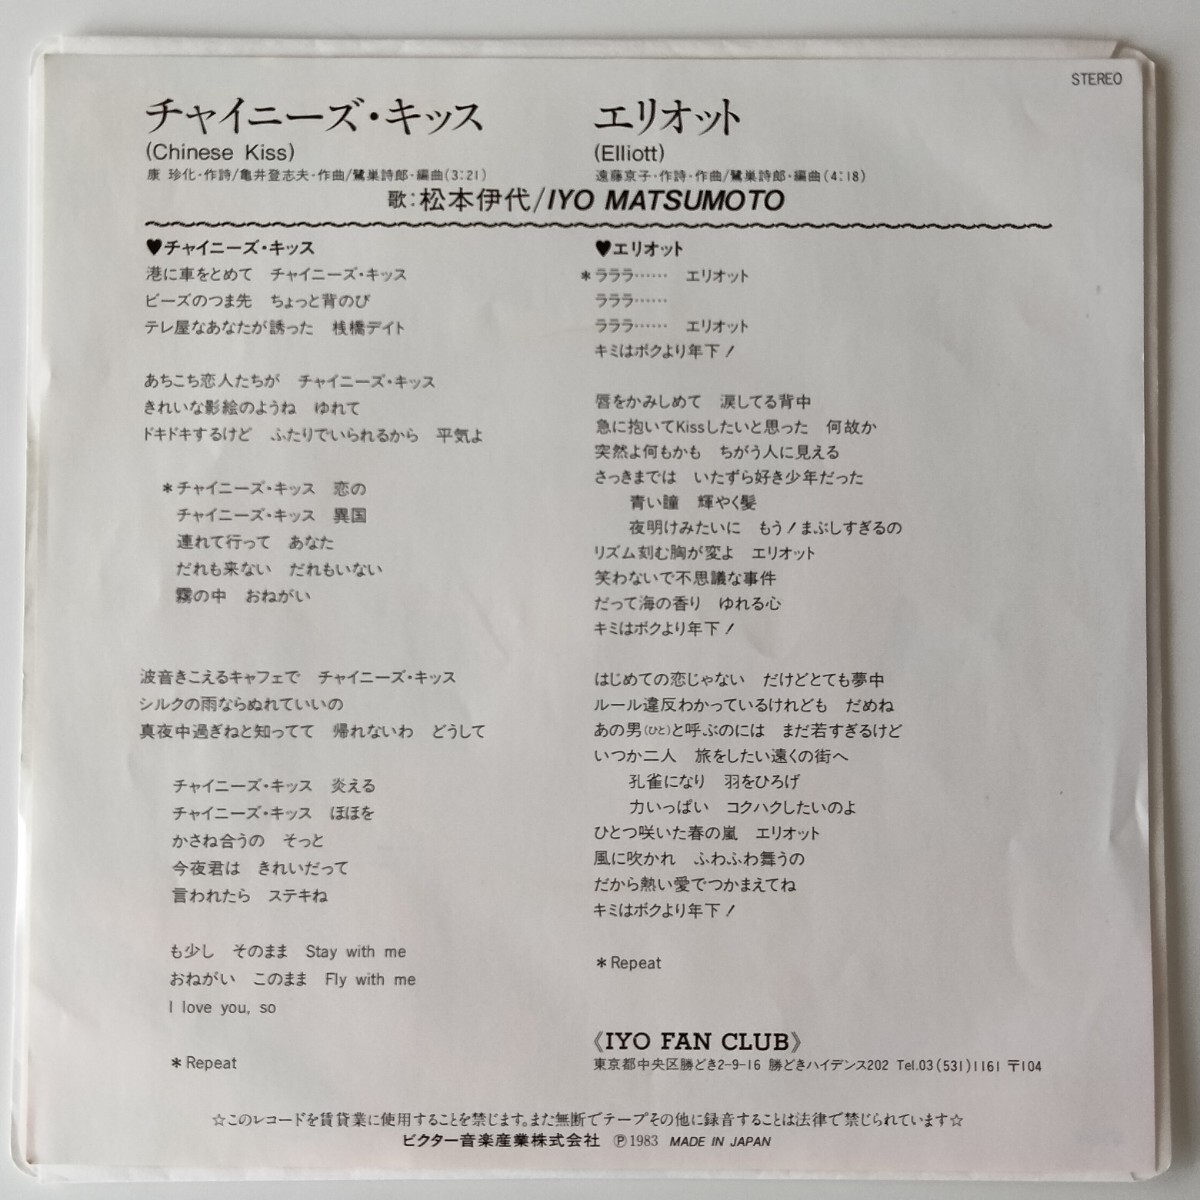 STEREO
チャイニーズ・キッス
(Chinese Kiss)
康 珍化・作詩/亀井登志夫・作曲/鷺巣詩郎・編曲(3:21)
エリオット
(Elliott)
遠藤京子・作詩・作曲/鷺巣詩郎・編曲(4:18)
歌:松本伊代/IYO MATSUMOTO
♥チャイニーズ・キッス
港に車をとめて　チャイニーズ・キッス
ビーズのつま先　ちょっと背のび
テレ屋なあなたが誘った　桟橋デイト
あちこち恋人たちが　チャイニーズ・キッス
きれいな影絵のようね　ゆれて
ドキドキするけど　ふたりでいられるから　平気よ
＊チャイニーズ・キッス　恋の
チャイニーズ・キッス　異国
連れて行って　あなた
だれも来ない　だれもいない
霧の中　おねがい
波音きこえるキャフェで　チャイニーズ・キッス
シルクの雨ならぬれていいの
真夜中過ぎねと知ってて　帰れないわ　どうして
チャイニーズ・キッス　炎える
チャイニーズ・キッス　ほほを
かさね合うの　そっと
今夜君は　きれいだって
言われたら　ステキね
も少し　そのまま　Stay with me
おねがい　このまま　Fly with me
I love you, so
＊Repeat
♥エリオット
＊ラララ……　エリオット
ラララ……
ラララ……　エリオット
キミはボクより年下！
唇をかみしめて　涙してる背中
急に抱いてKissしたいと思った　何故か
突然よ何もかも　ちがう人に見える
さっきまでは　いたずら好き少年だった
青い瞳　輝やく髪
夜明けみたいに　もう！まぶしすぎるの
リズム刻む胸が変よ　エリオット
笑わないで不思議な事件
だって海の香り　ゆれる心
キミはボクより年下！
はじめての恋じゃない　だけどとても夢中
ルール違反わかっているけれども　だめね
あの男(ひと)と呼ぶのには　まだ若すぎるけど
いつか二人　旅をしたい遠くの街へ
孔雀になり　羽をひろげ
力いっぱい　コクハクしたいのよ
ひとつ咲いた春の嵐　エリオット
風に吹かれ　ふわふわ舞うの
だから熱い愛でつかまえてね
キミはボクより年下！
＊Repeat
《IYO FAN CLUB》
東京都中央区勝どき2-9-16 勝どきハイデンス202 Tel.03(531)1161 〒104
☆このレコードを賃貸業に使用することを禁じます。また無断でテープその他に録音することは法律で禁じられています☆
ビクター音楽産業株式会社 Ⓟ1983 MADE IN JAPAN